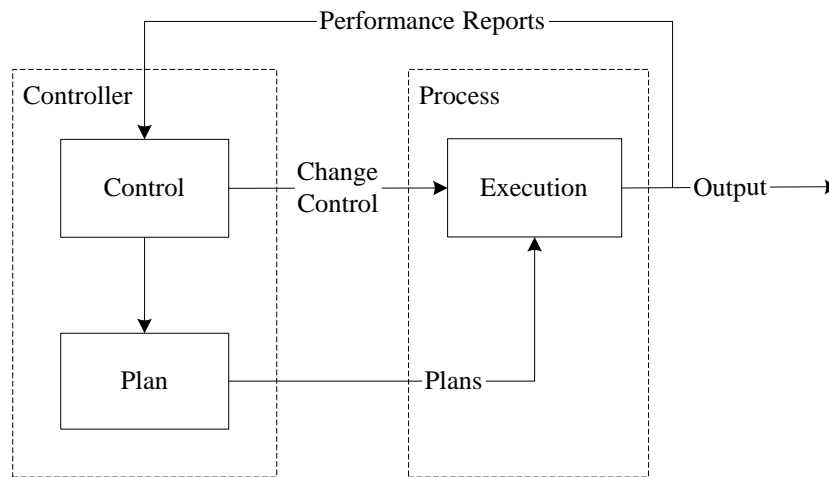 Performance Reports
Controller
Process
Control
Change
Control
Execution
Output
Plan
Plans